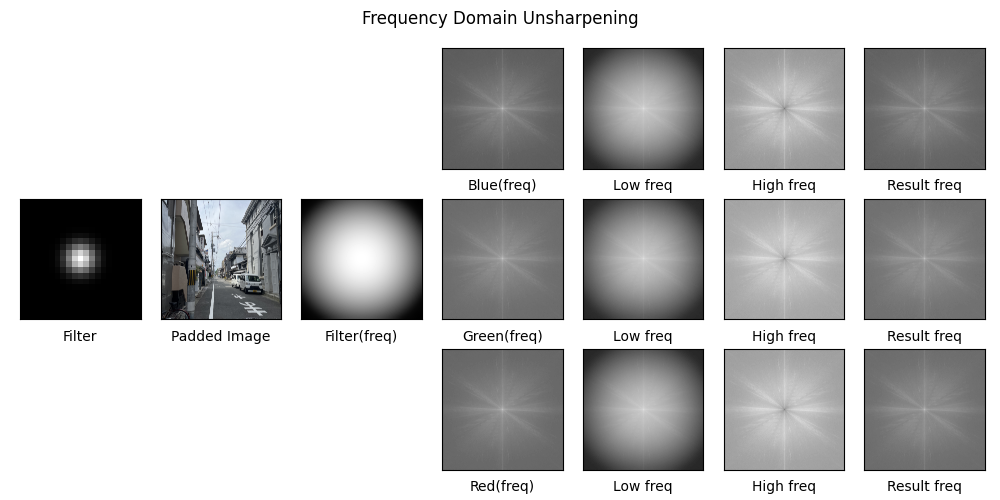 Frequency Domain Unsharpening
Blue(freq)
Low freq
High freq
Result freq
Filter
Padded Image
Filter(freq)
Green(freq)
Low freq
High freq
Result freq
Red(freq)
Low freq
High freq
Result freq